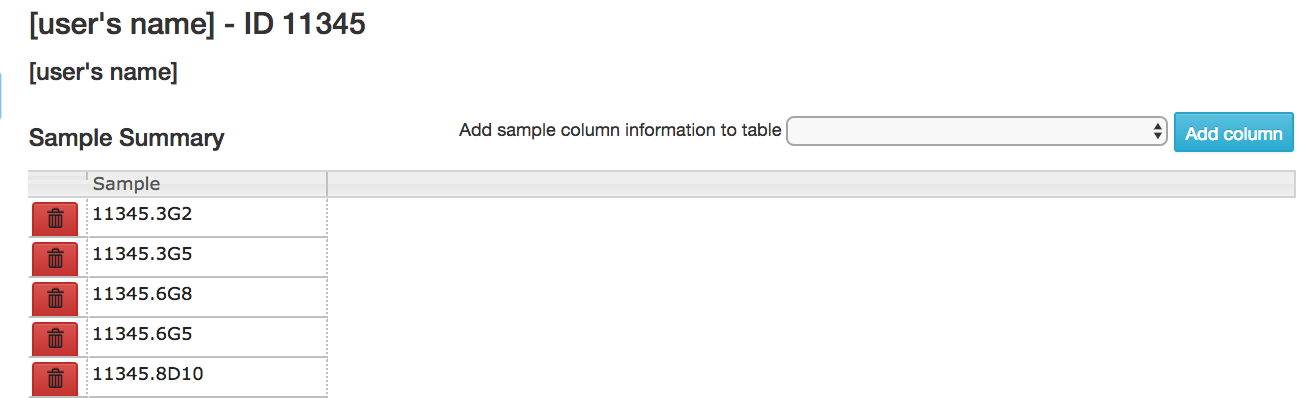 [user's name] - ID 11345
[user's name]
Sample Summary
Add sample column information to table
Add column
Sample
11345.3G2
11345.3G5
11345.6G8
11345.6G5
11345.8D10